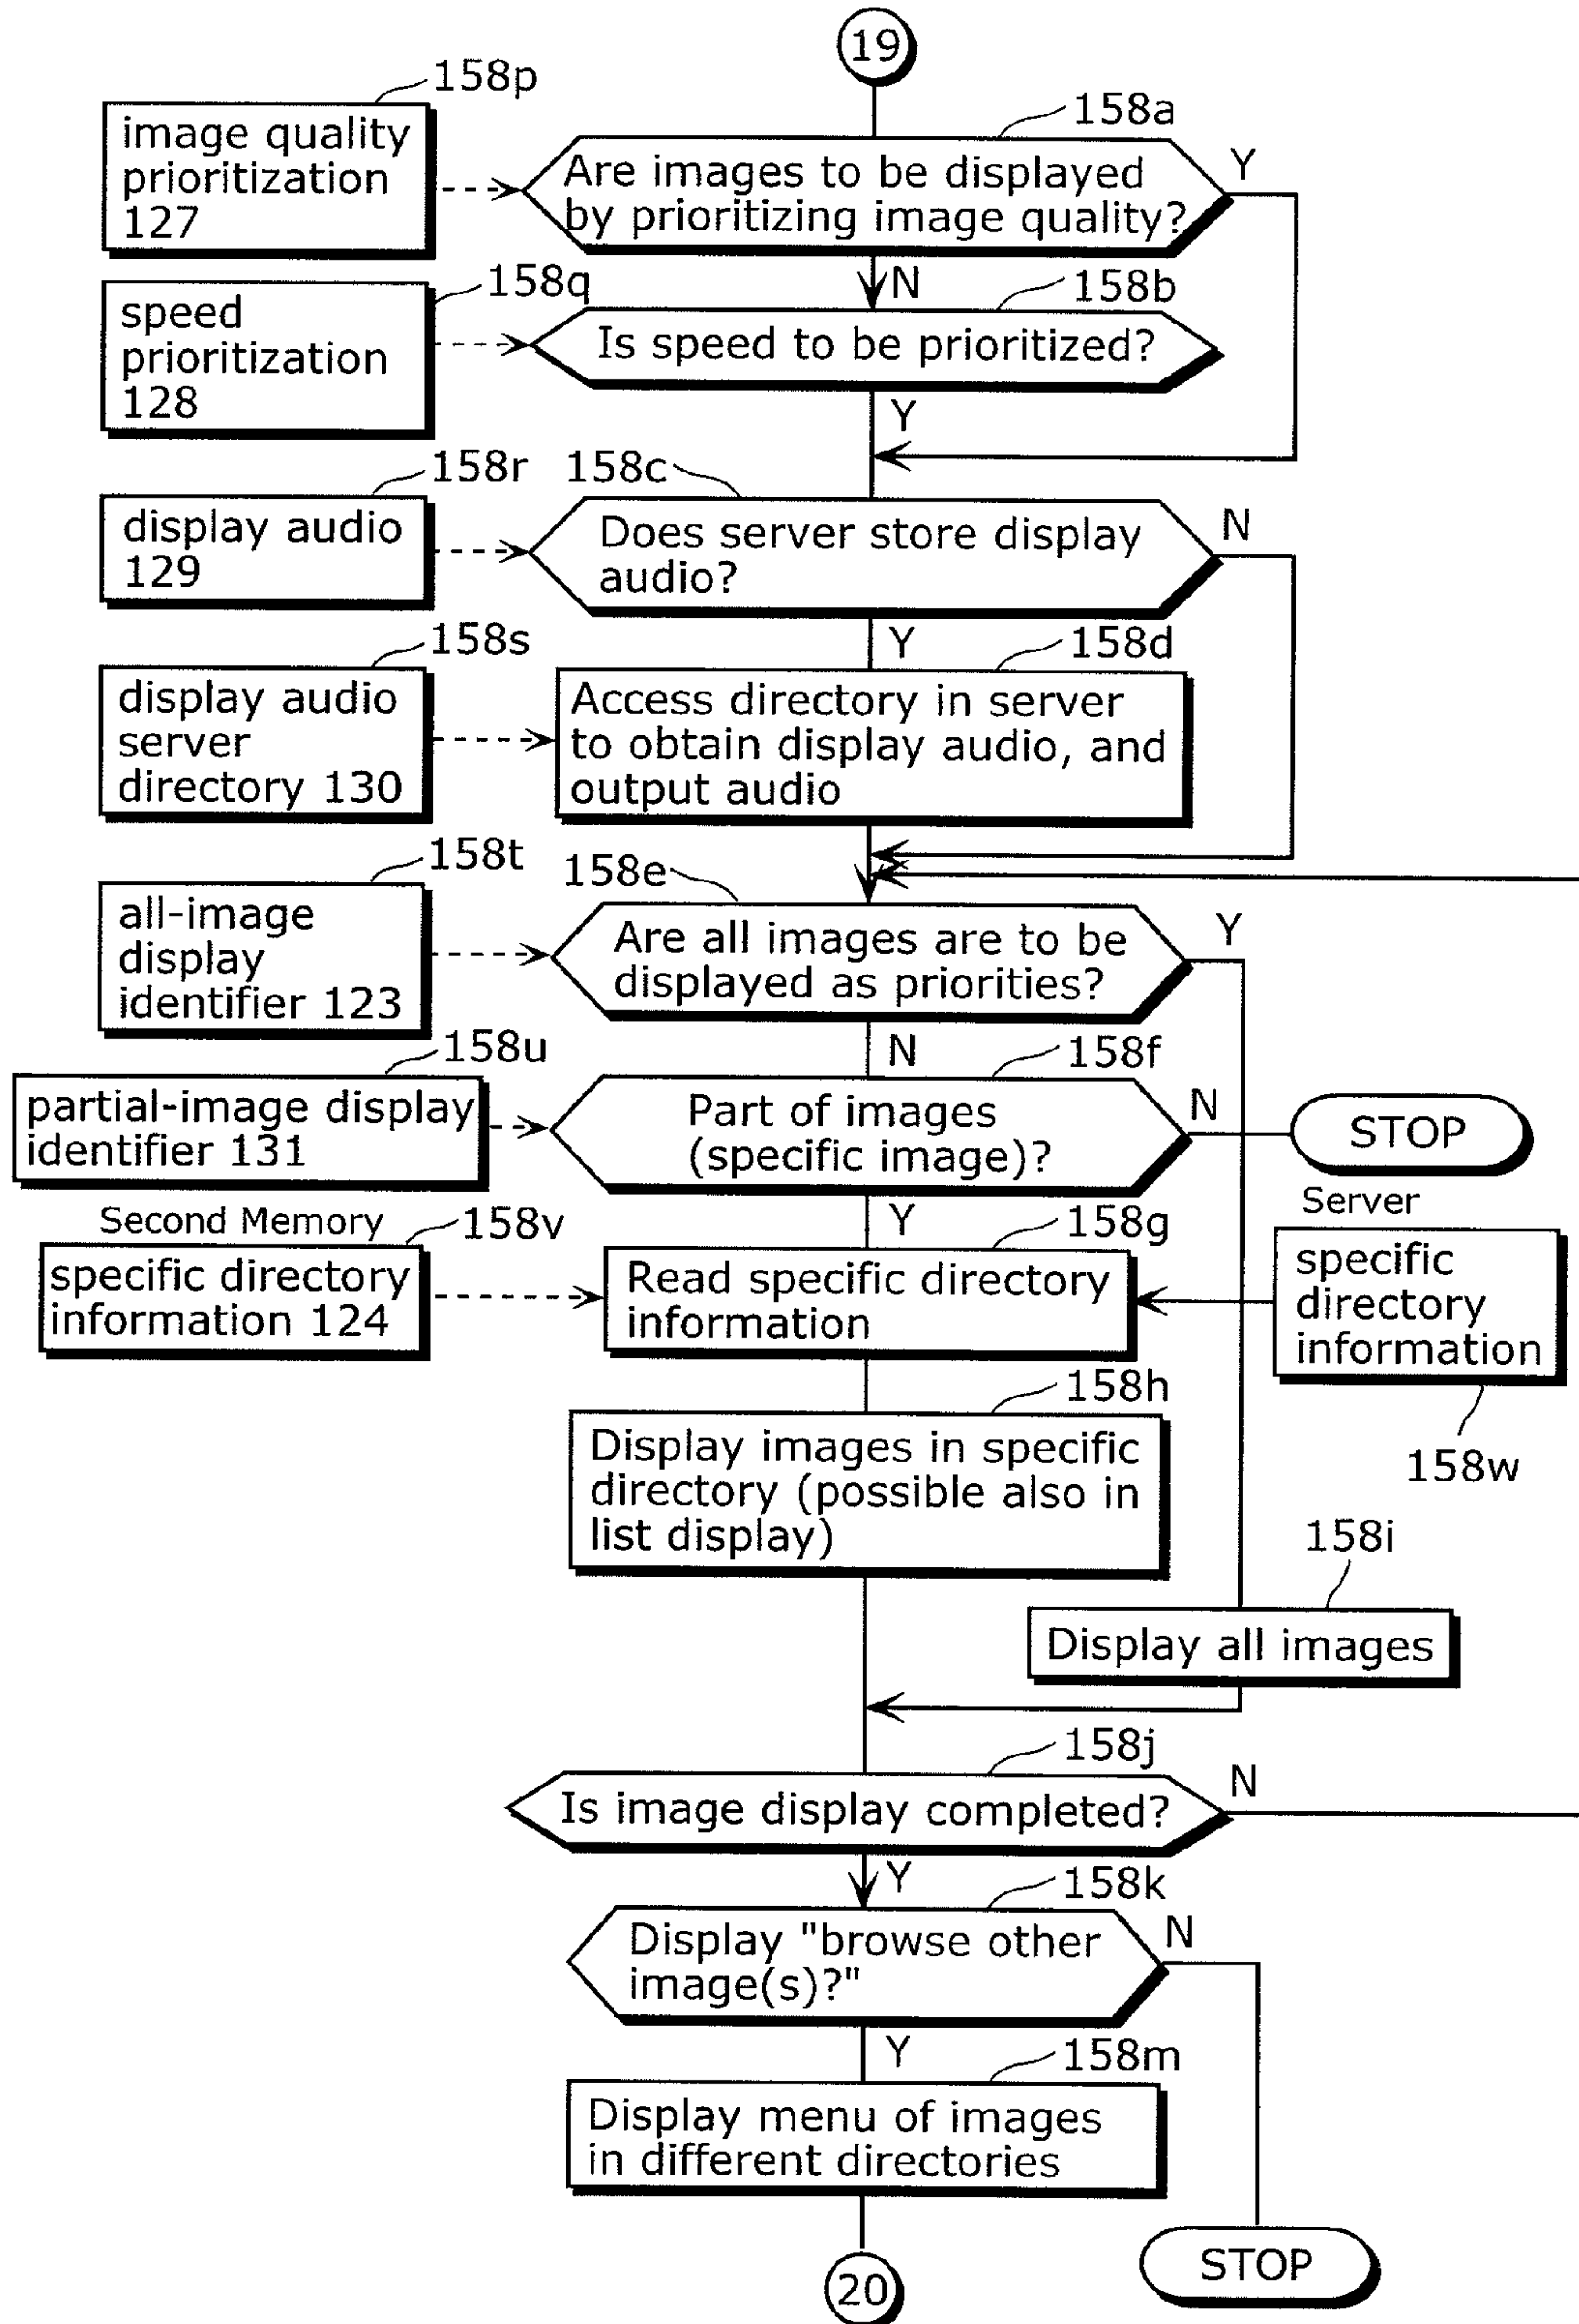 19
158p
image quality
prioritization
127
158a
Are images to be displayed
by prioritizing image quality?
Y
N
158q
speed
prioritization
128
158b
Is speed to be prioritized?
Y
158r
display audio
129
158c
Does server store display
audio?
N
Y
158s
display audio
server
directory 130
158d
Access directory in server
to obtain display audio, and
output audio
158t
all-image
display
identifier 123
158e
Are all images are to be
displayed as priorities?
Y
N
158u
partial-image display
identifier 131
158f
Part of images
(specific image)?
N
STOP
Y
Second Memory
158v
specific directory
information 124
158g
Read specific directory
information
Server
specific
directory
information
158w
158h
Display images in specific
directory (possible also in
list display)
158i
Display all images
158j
Is image display completed?
N
Y
158k
Display "browse other
image(s)?"
N
Y
158m
Display menu of images
in different directories
STOP
20